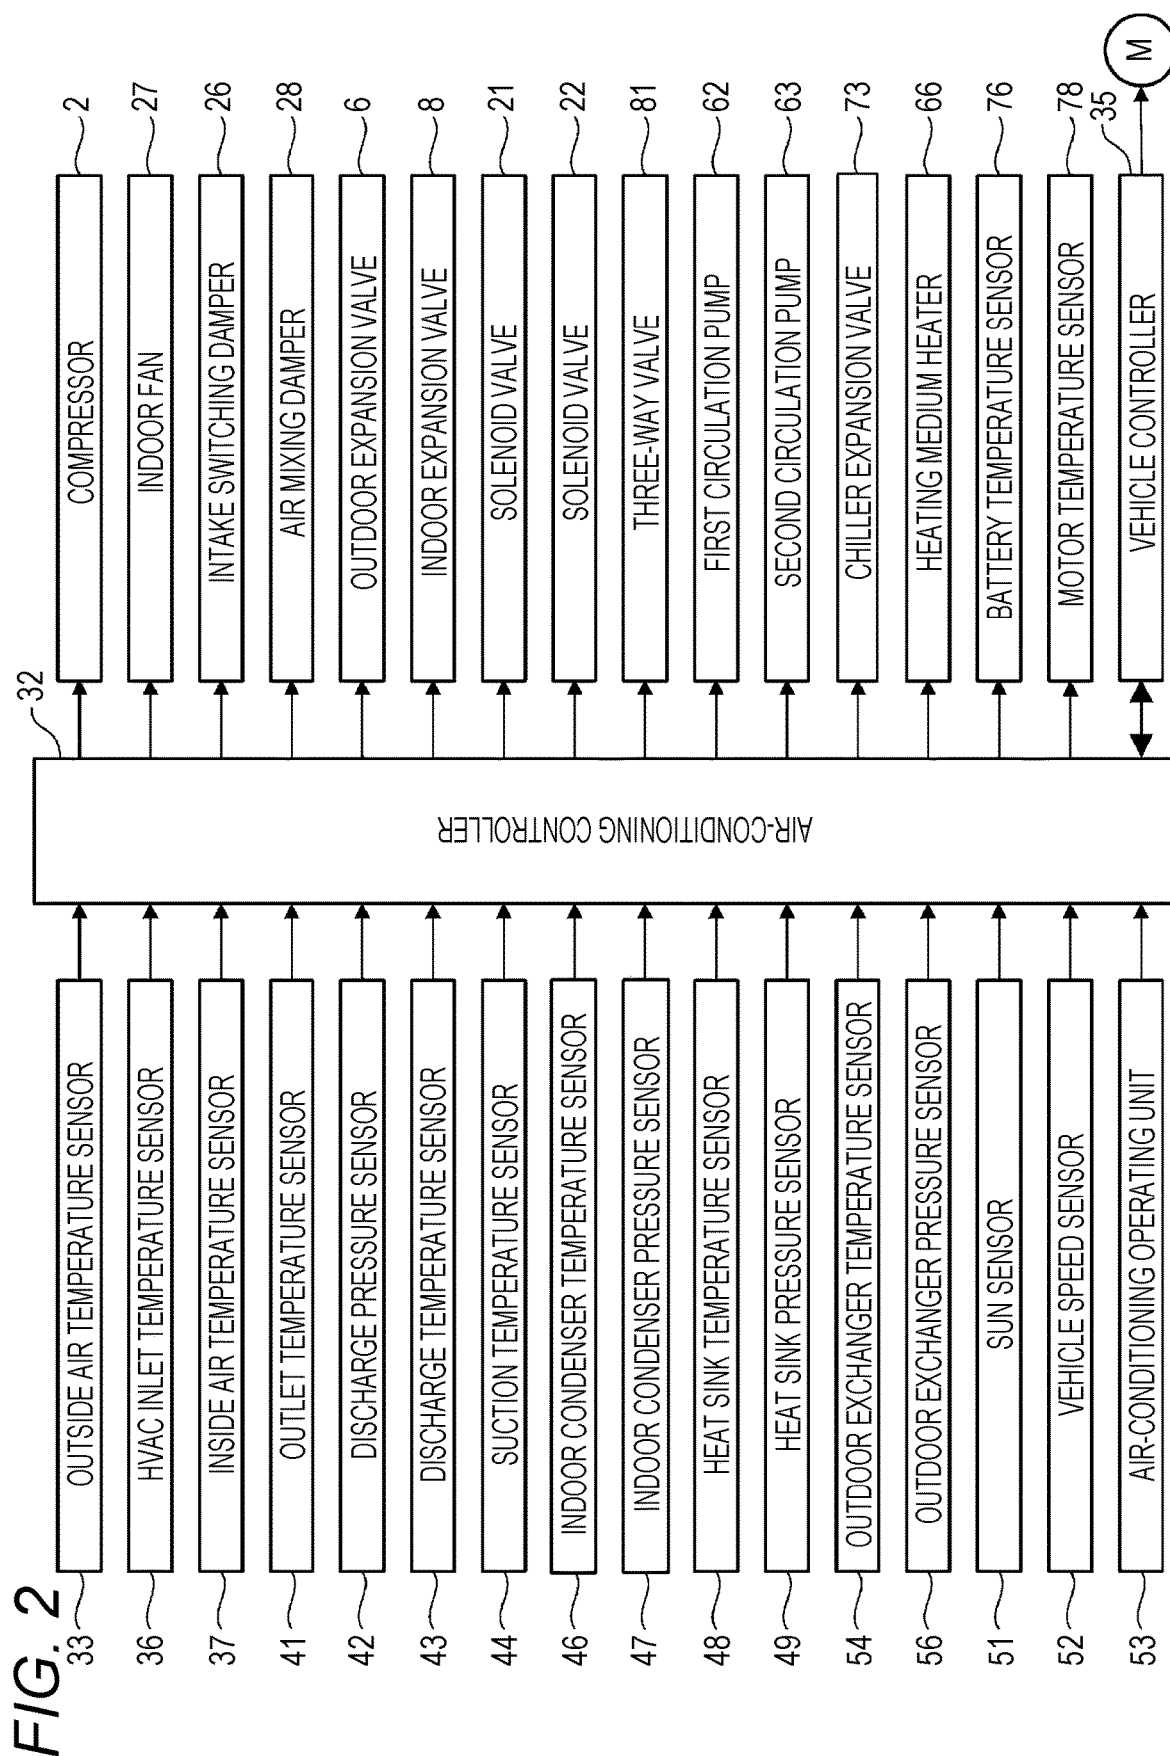 FIG. 2
33
OUTSIDE AIR TEMPERATURE SENSOR
36
HVAC INLET TEMPERATURE SENSOR
37
INSIDE AIR TEMPERATURE SENSOR
41
OUTLET TEMPERATURE SENSOR
42
DISCHARGE PRESSURE SENSOR
43
DISCHARGE TEMPERATURE SENSOR
44
SUCTION TEMPERATURE SENSOR
46
INDOOR CONDENSER TEMPERATURE SENSOR
47
INDOOR CONDENSER PRESSURE SENSOR
48
HEAT SINK TEMPERATURE SENSOR
49
HEAT SINK PRESSURE SENSOR
54
OUTDOOR EXCHANGER TEMPERATURE SENSOR
56
OUTDOOR EXCHANGER PRESSURE SENSOR
51
SUN SENSOR
52
VEHICLE SPEED SENSOR
53
AIR-CONDITIONING OPERATING UNIT
32
AIR-CONDITIONING CONTROLLER
COMPRESSOR
2
INDOOR FAN
27
INTAKE SWITCHING DAMPER
26
AIR MIXING DAMPER
28
OUTDOOR EXPANSION VALVE
6
INDOOR EXPANSION VALVE
8
SOLENOID VALVE
21
SOLENOID VALVE
22
THREE-WAY VALVE
81
FIRST CIRCULATION PUMP
62
SECOND CIRCULATION PUMP
63
CHILLER EXPANSION VALVE
73
HEATING MEDIUM HEATER
66
BATTERY TEMPERATURE SENSOR
76
MOTOR TEMPERATURE SENSOR
78
VEHICLE CONTROLLER
35
M